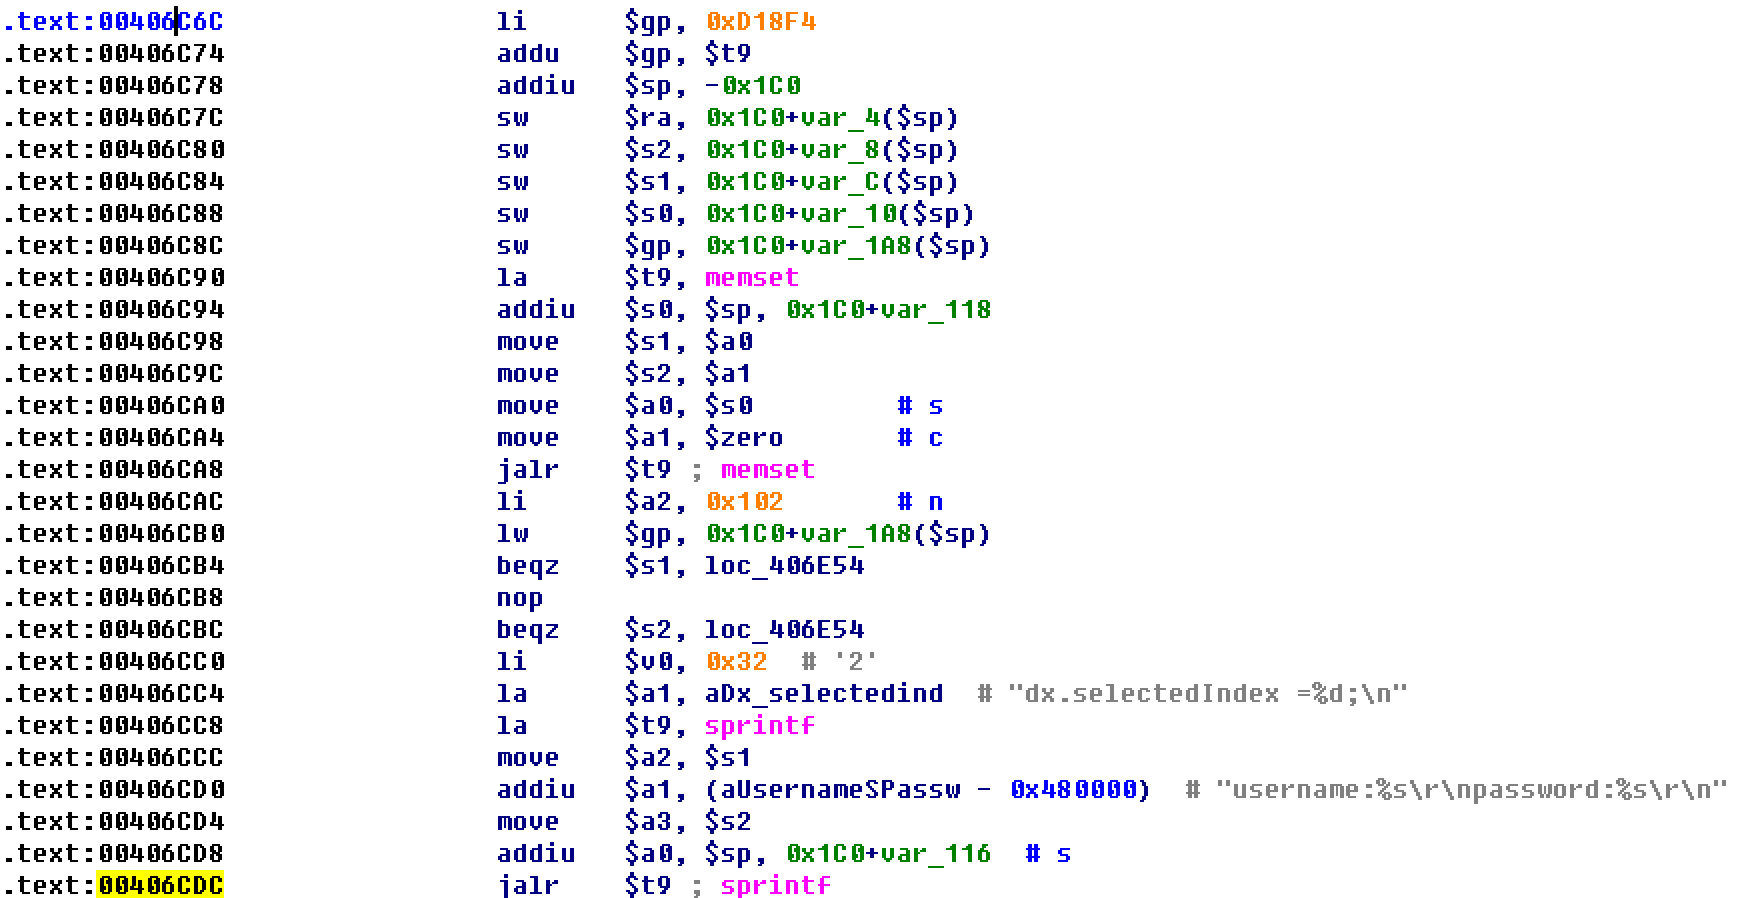 .text:00406C6C li $gp, 0xD18F4
.text:00406C74 addu $gp, $t9
.text:00406C78 addiu $sp, -0x1C0
.text:00406C7C sw $ra, 0x1C0+var_4($sp)
.text:00406C80 sw $s2, 0x1C0+var_8($sp)
.text:00406C84 sw $s1, 0x1C0+var_C($sp)
.text:00406C88 sw $s0, 0x1C0+var_10($sp)
.text:00406C8C sw $gp, 0x1C0+var_1A8($sp)
.text:00406C90 la $t9, memset
.text:00406C94 addiu $s0, $sp, 0x1C0+var_118
.text:00406C98 move $s1, $a0
.text:00406C9C move $s2, $a1
.text:00406CA0 move $a0, $s0 # s
.text:00406CA4 move $a1, $zero # c
.text:00406CA8 jalr $t9 ; memset
.text:00406CAC li $a2, 0x102 # n
.text:00406CB0 lw $gp, 0x1C0+var_1A8($sp)
.text:00406CB4 beqz $s1, loc_406E54
.text:00406CB8 nop
.text:00406CBC beqz $s2, loc_406E54
.text:00406CC0 li $v0, 0x32 # '2'
.text:00406CC4 la $a1, aDx_selectedind # "dx.selectedIndex =%d;\n"
.text:00406CC8 la $t9, sprintf
.text:00406CCC move $a2, $s1
.text:00406CD0 addiu $a1, (aUsernameSPassw - 0x480000) # "username:%s\r\npassword:%s\r\n"
.text:00406CD4 move $a3, $s2
.text:00406CD8 addiu $a0, $sp, 0x1C0+var_116 # s
.text:00406CDC jalr $t9 ; sprintf